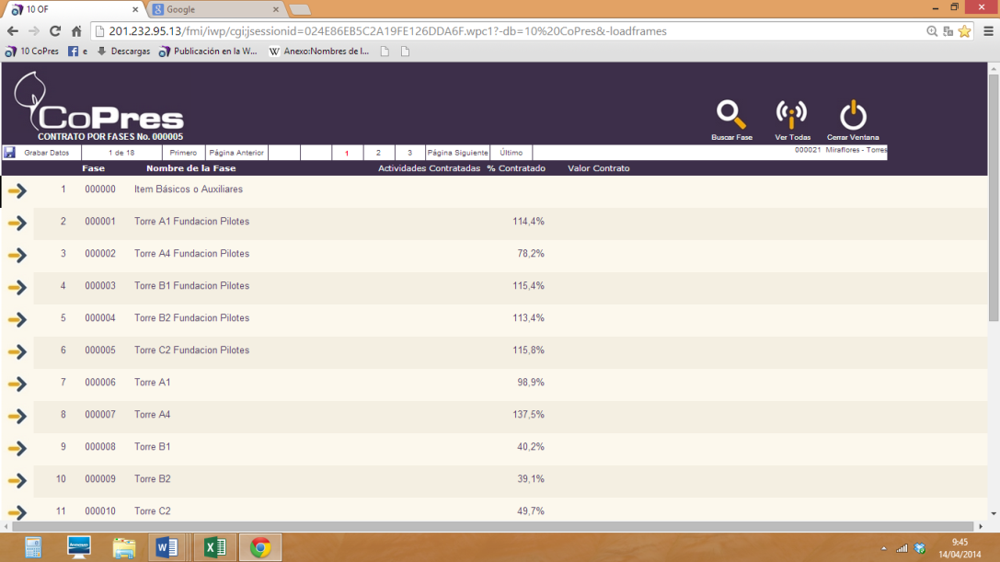 10 OF
Google
201.232.95.13/fmi/iwp/cgi;jsessionid=024E86EB5C2A19FE126DDA6F.wpc1?-db=10%20CoPres&-loadframes
10 CoPres e Descargas Publicación en la W... W Anexo:Nombres de l...
CoPres
CONTRATO POR FASES No. 000005
Buscar Fase Ver Todas Cerrar Ventana
Grabar Datos 1 de 18 Primero Página Anterior 1 2 3 Página Siguiente Último 000021 Miraflores - Torres
Fase Nombre de la Fase Actividades Contratadas % Contratado Valor Contrato
1 000000 Item Básicos o Auxiliares
2 000001 Torre A1 Fundacion Pilotes 114,4%
3 000002 Torre A4 Fundacion Pilotes 78,2%
4 000003 Torre B1 Fundacion Pilotes 115,4%
5 000004 Torre B2 Fundacion Pilotes 113,4%
6 000005 Torre C2 Fundacion Pilotes 115,8%
7 000006 Torre A1 98,9%
8 000007 Torre A4 137,5%
9 000008 Torre B1 40,2%
10 000009 Torre B2 39,1%
11 000010 Torre C2 49,7%
9:45
14/04/2014